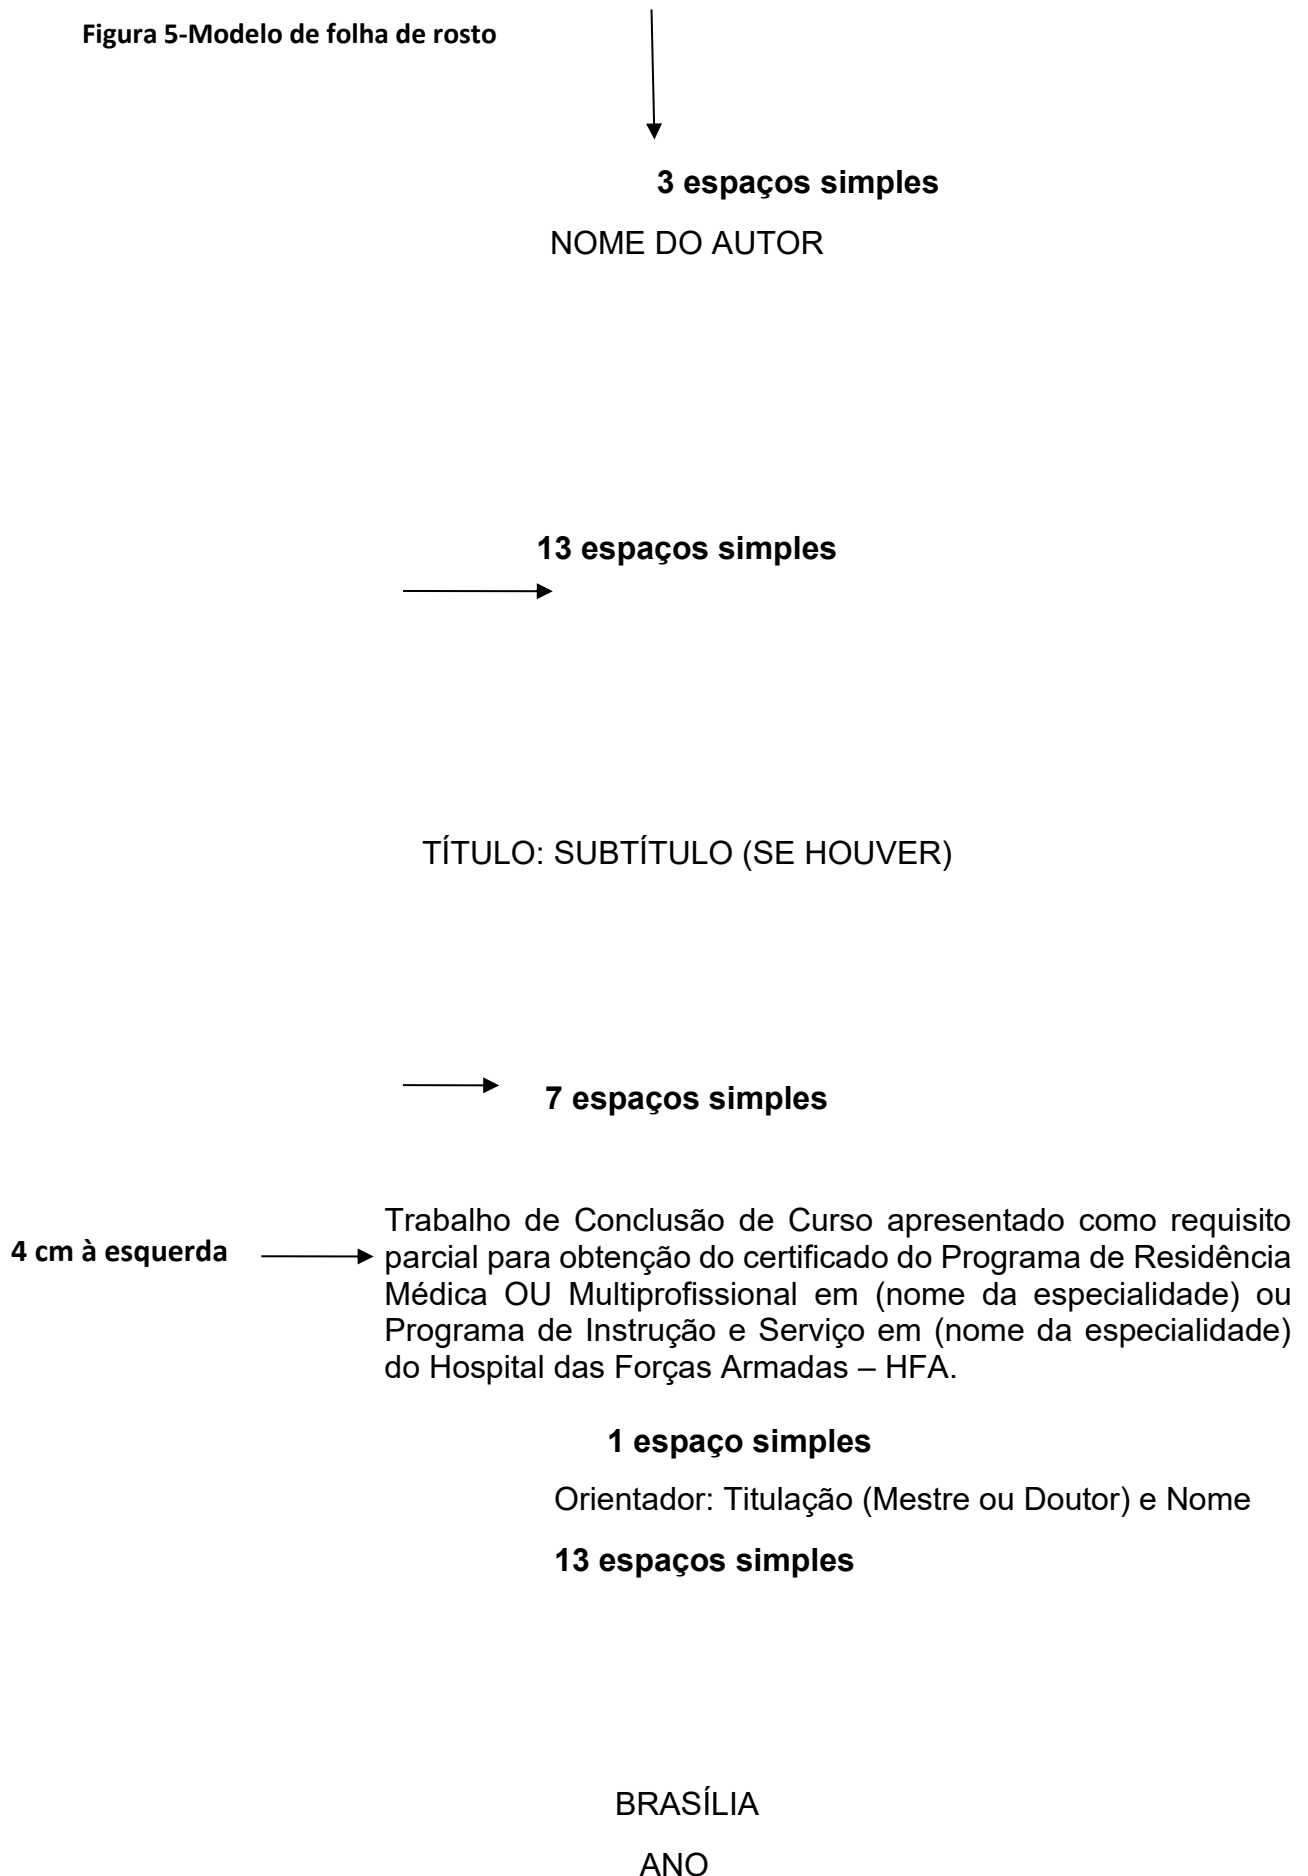 Figura 5-Modelo de folha de rosto
3 espaços simples
NOME DO AUTOR
13 espaços simples
TÍTULO: SUBTÍTULO (SE HOUVER)
7 espaços simples
4 cm à esquerda
Trabalho de Conclusão de Curso apresentado como requisito
parcial para obtenção do certificado do Programa de Residência
Médica OU Multiprofissional em (nome da especialidade) ou
Programa de Instrução e Serviço em (nome da especialidade)
do Hospital das Forças Armadas – HFA.
1 espaço simples
Orientador: Titulação (Mestre ou Doutor) e Nome
13 espaços simples
BRASÍLIA
ANO